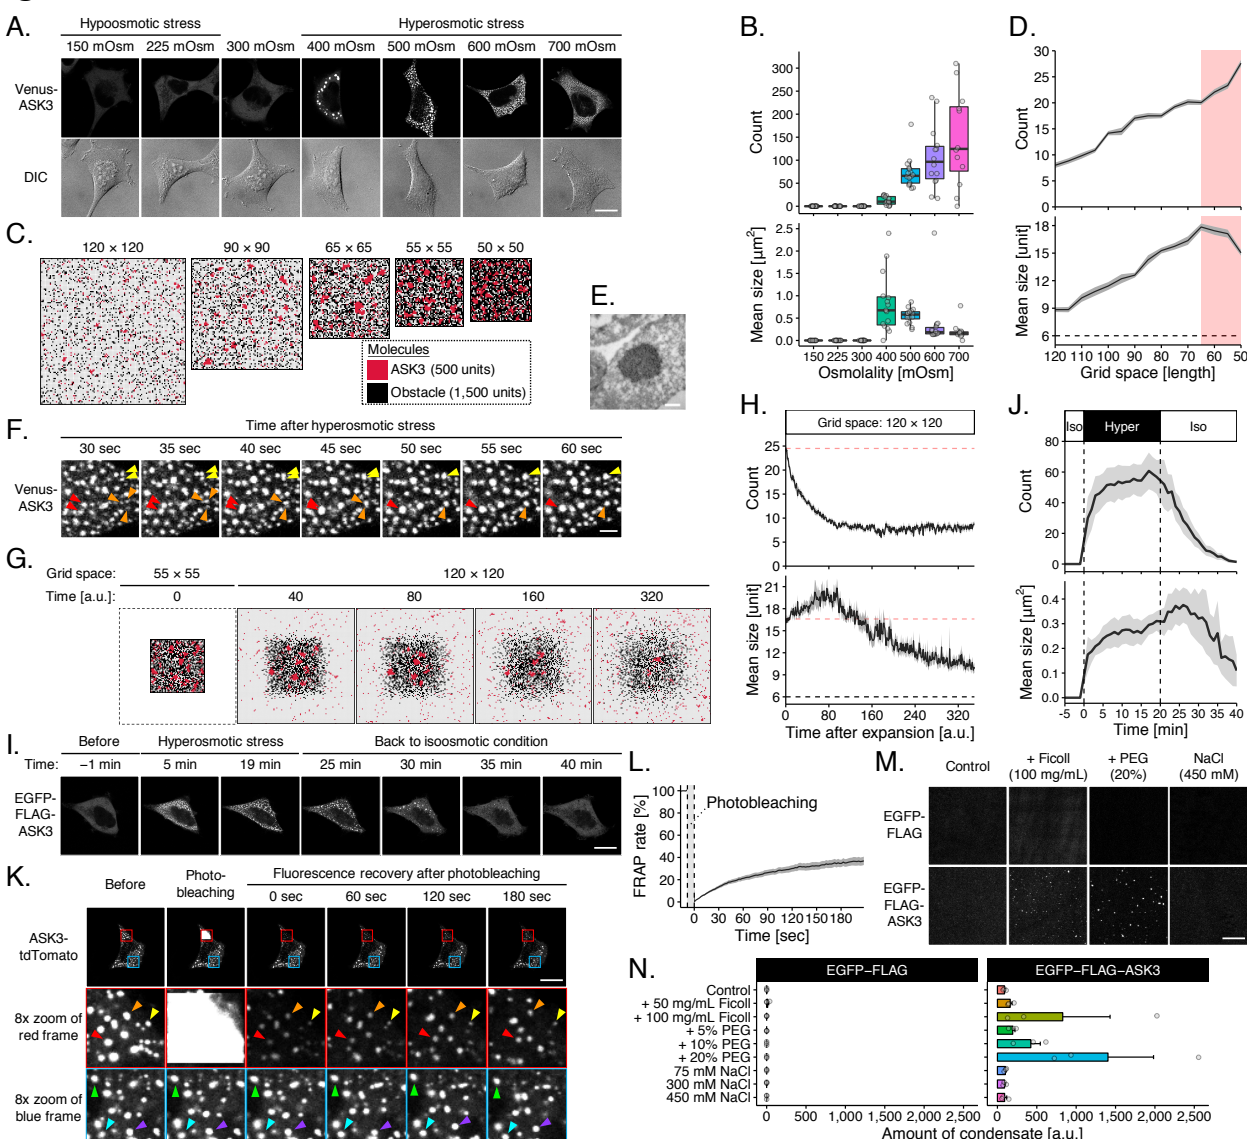 A.
Hypoosmotic stress
Hyperosmotic stress
150 mOsm
225 mOsm
300 mOsm
400 mOsm
500 mOsm
600 mOsm
700 mOsm
Venus-
ASK3
DIC
B.
Count
300
250
200
150
100
50
0
Mean size [µm²]
2.5
2.0
1.5
1.0
0.5
0.0
150
225
300
400
500
600
700
Osmolality [mOsm]
C.
120 × 120
90 × 90
65 × 65
55 × 55
50 × 50
Molecules
ASK3 (500 units)
Obstacle (1,500 units)
D.
Count
30
25
20
15
10
5
0
Mean size [unit]
18
15
12
9
6
120
110
100
90
80
70
60
50
Grid space [length]
E.
F.
Time after hyperosmotic stress
30 sec
35 sec
40 sec
45 sec
50 sec
55 sec
60 sec
Venus-
ASK3
G.
Grid space:
55 × 55
120 × 120
Time [a.u.]:
0
40
80
160
320
H.
Grid space: 120 × 120
Count
25
20
15
10
5
0
Mean size [unit]
21
18
15
12
9
6
0
80
160
240
320
Time after expansion [a.u.]
I.
Before
Hyperosmotic stress
Back to isoosmotic condition
Time:
−1 min
5 min
19 min
25 min
30 min
35 min
40 min
EGFP-
FLAG-
ASK3
J.
Iso
Hyper
Iso
Count
80
60
40
20
0
Mean size [µm²]
0.4
0.3
0.2
0.1
0.0
-5
0
5
10
15
20
25
30
35
40
Time [min]
K.
Before
Photo-
bleaching
Fluorescence recovery after photobleaching
0 sec
60 sec
120 sec
180 sec
ASK3-
tdTomato
8x zoom of
red frame
8x zoom of
blue frame
L.
Photobleaching
FRAP rate [%]
100
80
60
40
20
0
0
30
60
90
120
150
180
Time [sec]
M.
Control
+ Ficoll
(100 mg/mL)
+ PEG
(20%)
NaCl
(450 mM)
EGFP-
FLAG
EGFP-
FLAG-
ASK3
N.
EGFP−FLAG
EGFP−FLAG−ASK3
Control
+ 50 mg/mL Ficoll
+ 100 mg/mL Ficoll
+ 5% PEG
+ 10% PEG
+ 20% PEG
75 mM NaCl
300 mM NaCl
450 mM NaCl
0
500
1,000
1,500
2,000
2,500
0
500
1,000
1,500
2,000
2,500
Amount of condensate [a.u.]